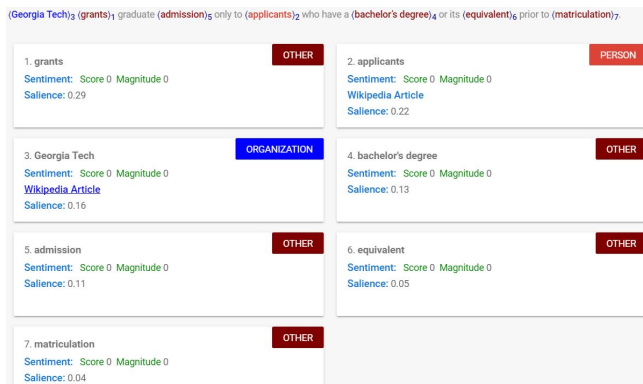 ⟨Georgia Tech⟩3 ⟨grants⟩1 graduate ⟨admission⟩5 only to ⟨applicants⟩2 who have a ⟨bachelor's degree⟩4 or its ⟨equivalent⟩6 prior to ⟨matriculation⟩7.
1. grants
OTHER
Sentiment: Score 0 Magnitude 0
Salience: 0.29
2. applicants
PERSON
Sentiment: Score 0 Magnitude 0
Wikipedia Article
Salience: 0.22
3. Georgia Tech
ORGANIZATION
Sentiment: Score 0 Magnitude 0
Wikipedia Article
Salience: 0.16
4. bachelor's degree
OTHER
Sentiment: Score 0 Magnitude 0
Salience: 0.13
5. admission
OTHER
Sentiment: Score 0 Magnitude 0
Salience: 0.11
6. equivalent
OTHER
Sentiment: Score 0 Magnitude 0
Salience: 0.05
7. matriculation
OTHER
Sentiment: Score 0 Magnitude 0
Salience: 0.04